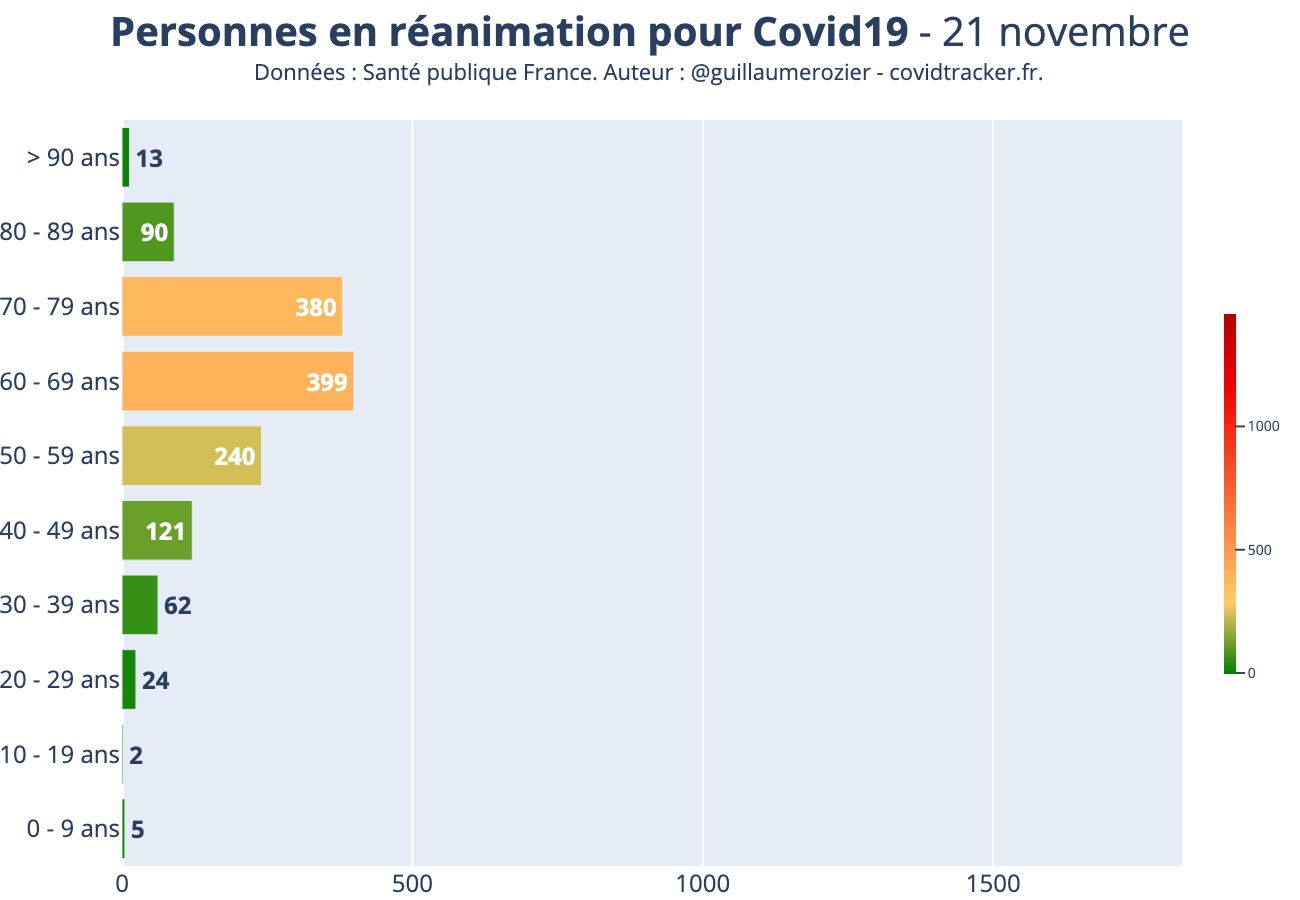 Personnes en réanimation pour Covid19 - 21 novembre
Données : Santé publique France. Auteur : @guillaumerozier - covidtracker.fr.
> 90 ans 13
80 - 89 ans 90
70 - 79 ans 380
60 - 69 ans 399
50 - 59 ans 240
40 - 49 ans 121
30 - 39 ans 62
20 - 29 ans 24
10 - 19 ans 2
0 - 9 ans 5
0 500 1000 1500
1000
500
0